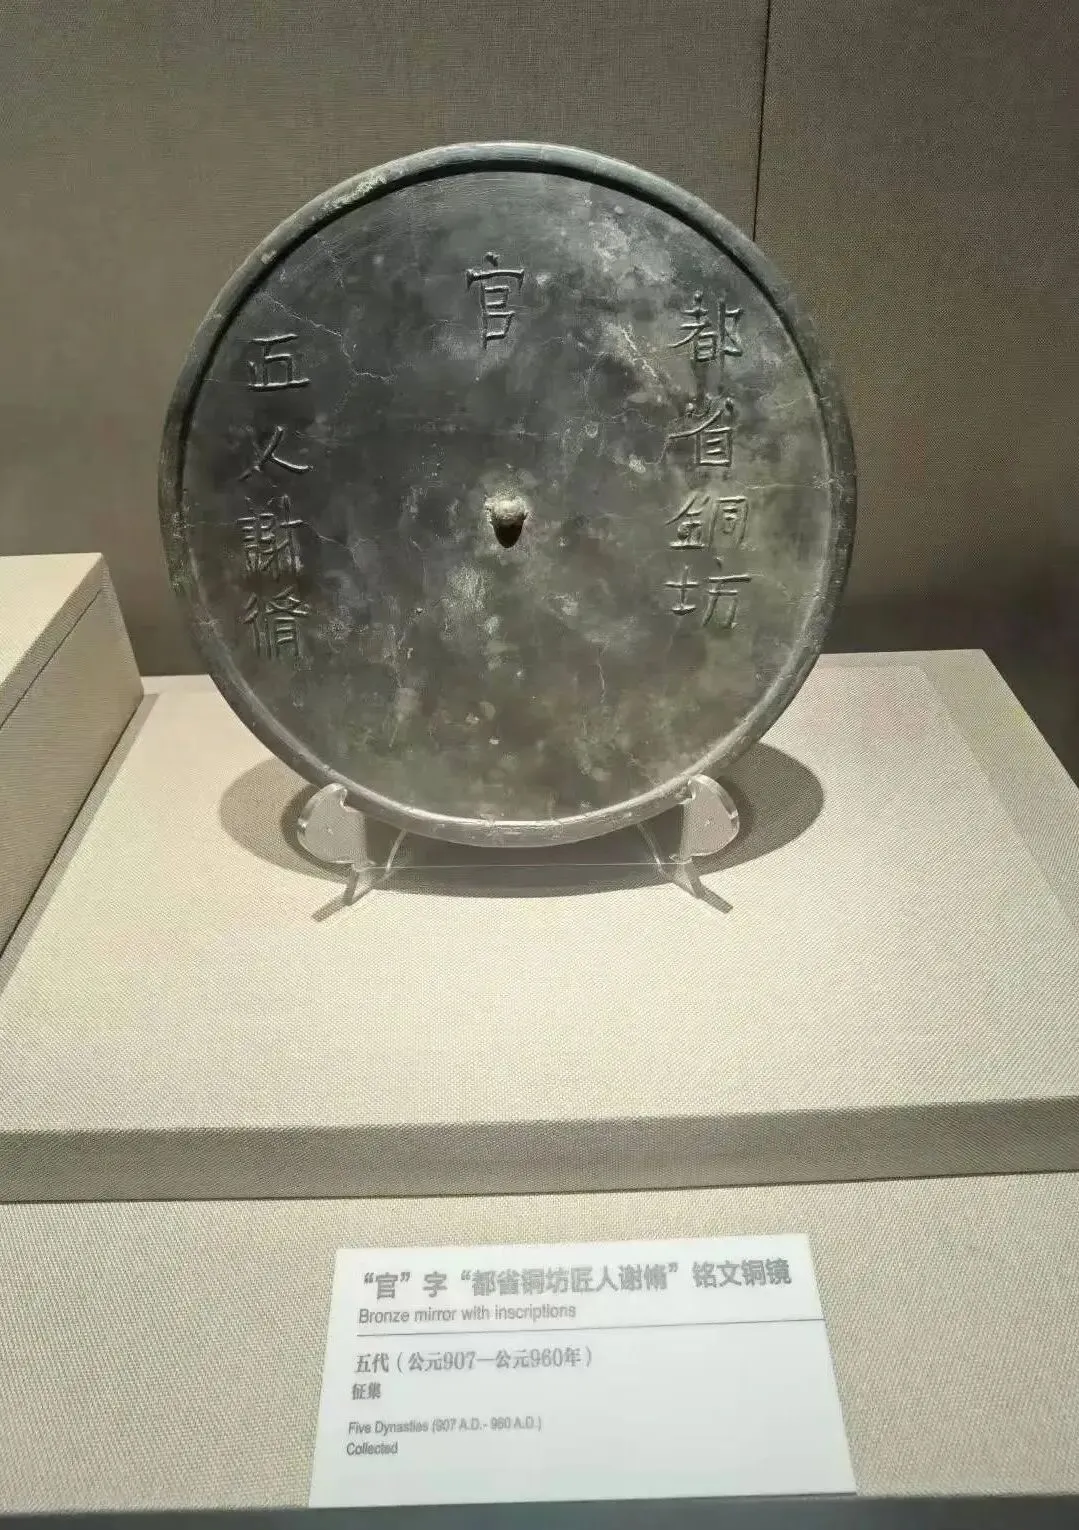 官
都省銅坊
匠人謝脩
“官”字“都省铜坊匠人谢脩”铭文铜镜
Bronze mirror with inscriptions
五代（公元907—公元960年）
征集
Five Dynasties (907 A.D.- 960 A.D.)
Collected